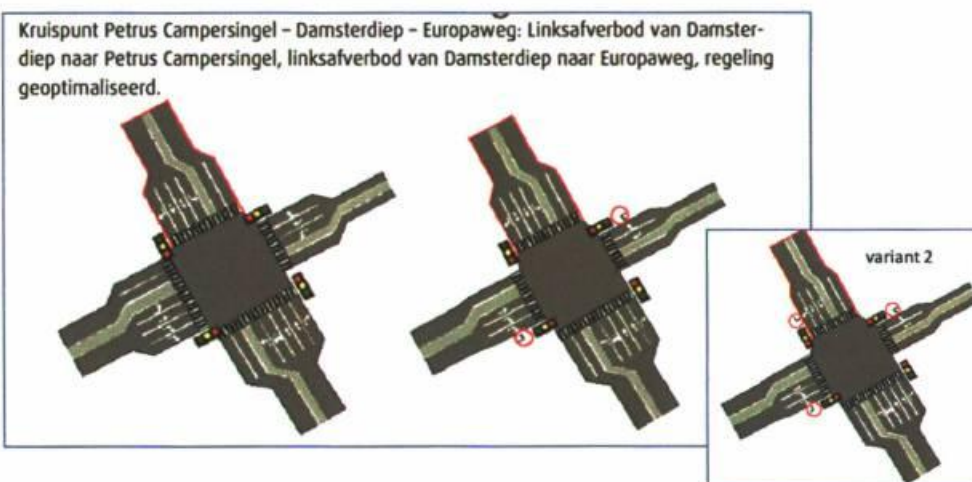 Kruispunt Petrus Campersingel – Damsterdiep – Europaweg: Linksafverbod van Damster-
diep naar Petrus Campersingel, linksafverbod van Damsterdiep naar Europaweg, regeling
geoptimaliseerd.
variant 2